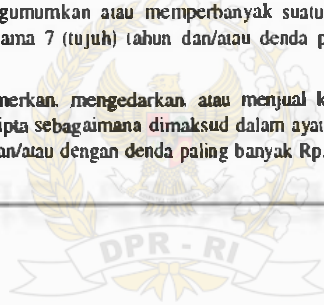 gumumkan atau memperbanyak suatu
ama 7 (tujuh) tahun dan/atau denda p
merkan, mengedarkan, atau menjual k
ipta sebagaimana dimaksud dalam ayat
an/atau dengan denda paling banyak Rp.
DPR - RI